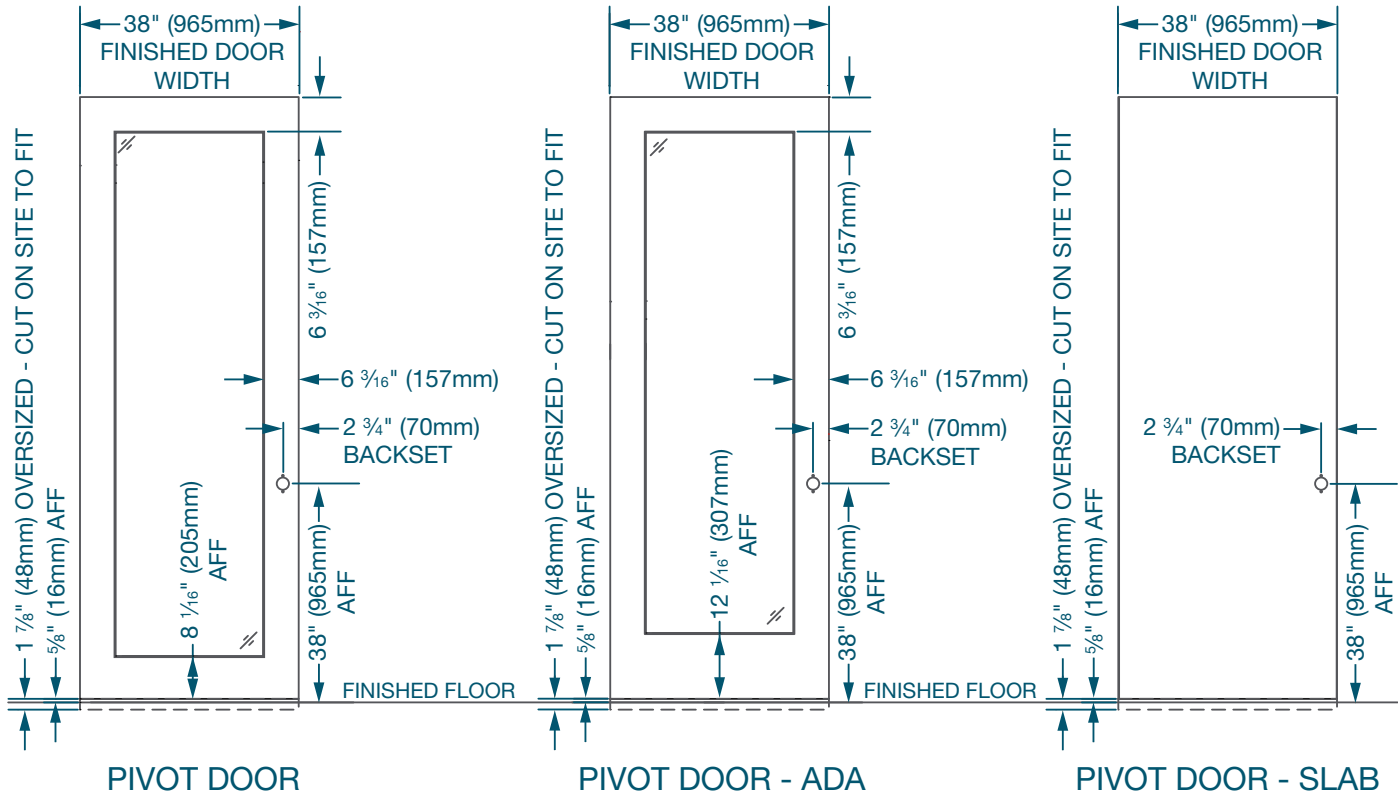 38" (965mm)
FINISHED DOOR
WIDTH
1 ⅞" (48mm) OVERSIZED - CUT ON SITE TO FIT
⅝" (16mm) AFF
8 1⁄16" (205mm)
AFF
6 3⁄16" (157mm)
6 3⁄16" (157mm)
2 ¾" (70mm)
BACKSET
38" (965mm)
AFF
FINISHED FLOOR
PIVOT DOOR
38" (965mm)
FINISHED DOOR
WIDTH
1 ⅞" (48mm) OVERSIZED - CUT ON SITE TO FIT
⅝" (16mm) AFF
12 1⁄16" (307mm)
AFF
6 3⁄16" (157mm)
6 3⁄16" (157mm)
2 ¾" (70mm)
BACKSET
38" (965mm)
AFF
FINISHED FLOOR
PIVOT DOOR - ADA
38" (965mm)
FINISHED DOOR
WIDTH
1 ⅞" (48mm) OVERSIZED - CUT ON SITE TO FIT
⅝" (16mm) AFF
2 ¾" (70mm)
BACKSET
38" (965mm)
AFF
PIVOT DOOR - SLAB